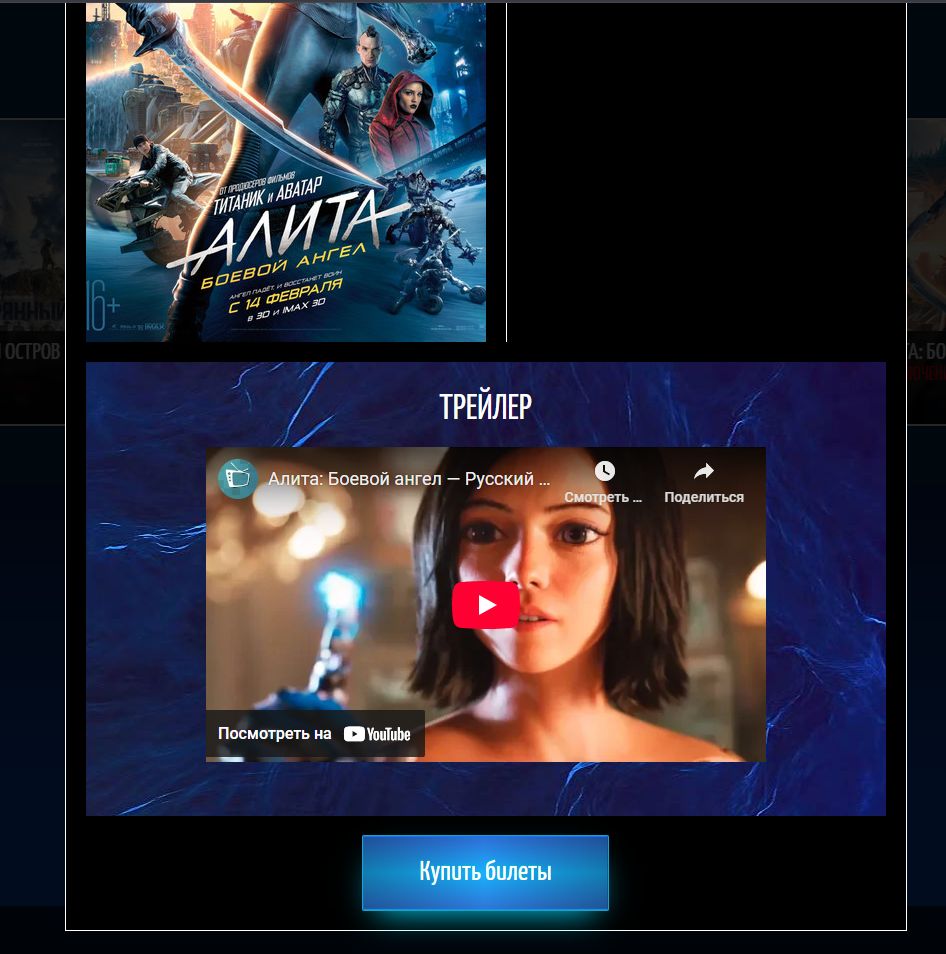 ОТ ПРОДЮСЕРОВ ФИЛЬМОВ
ТИТАНИК и АВАТАР
АЛИТА
БОЕВОЙ АНГЕЛ
АНГЕЛ ПАДЁТ, И ВОССТАНЕТ ВОИН
С 14 ФЕВРАЛЯ
В 3D И IMAX 3D
16+
IMAX
ОСТРОВ
ТА: БО
ТРЕЙЛЕР
Алита: Боевой ангел — Русский ...
Смотреть ...
Поделиться
Посмотреть на YouTube
Купить билеты